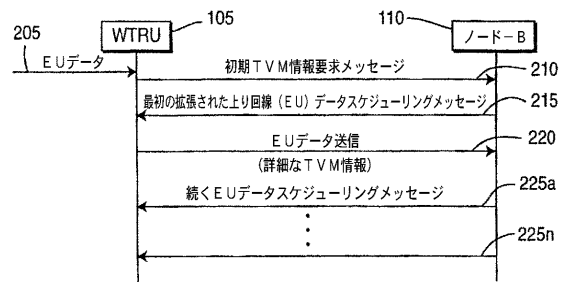 105
110
WTRU
ノードーB
205
EUデータ
初期TVM情報要求メッセージ
210
最初の拡張された上り回線(EU)データスケジューリングメッセージ
215
EUデータ送信
220
(詳細なTVM情報)
続くEUデータスケジューリングメッセージ
225a
225n